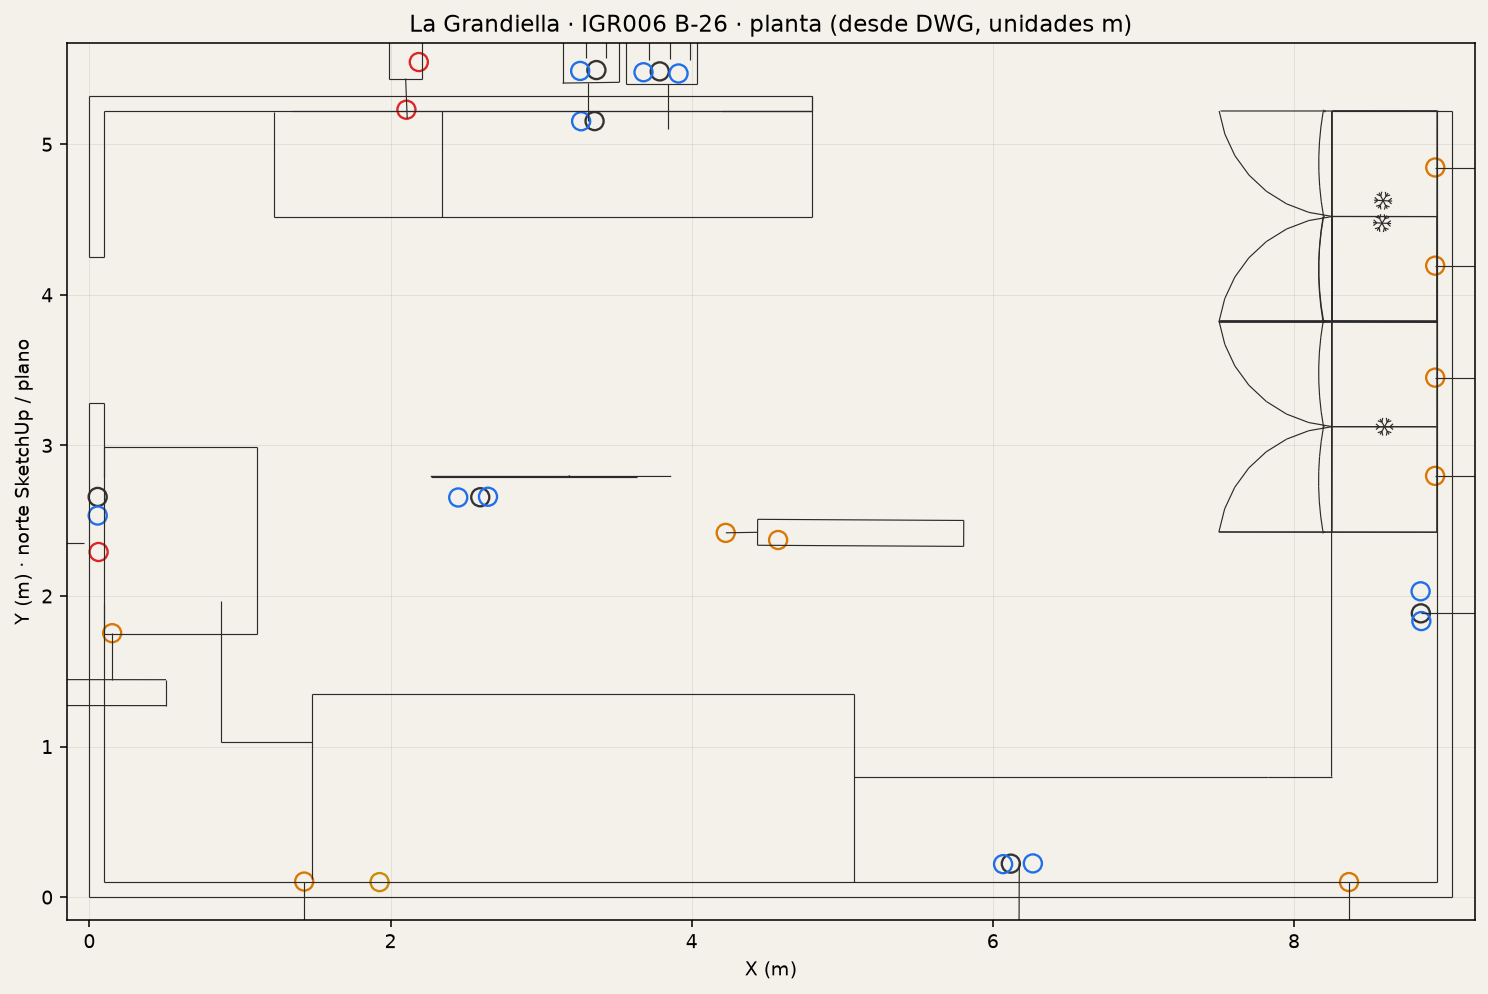 La Grandiella · IGR006 B-26 · planta (desde DWG, unidades m)
Y (m) · norte SketchUp / plano
5
4
3
2
1
0
0 2 4 6 8
X (m)